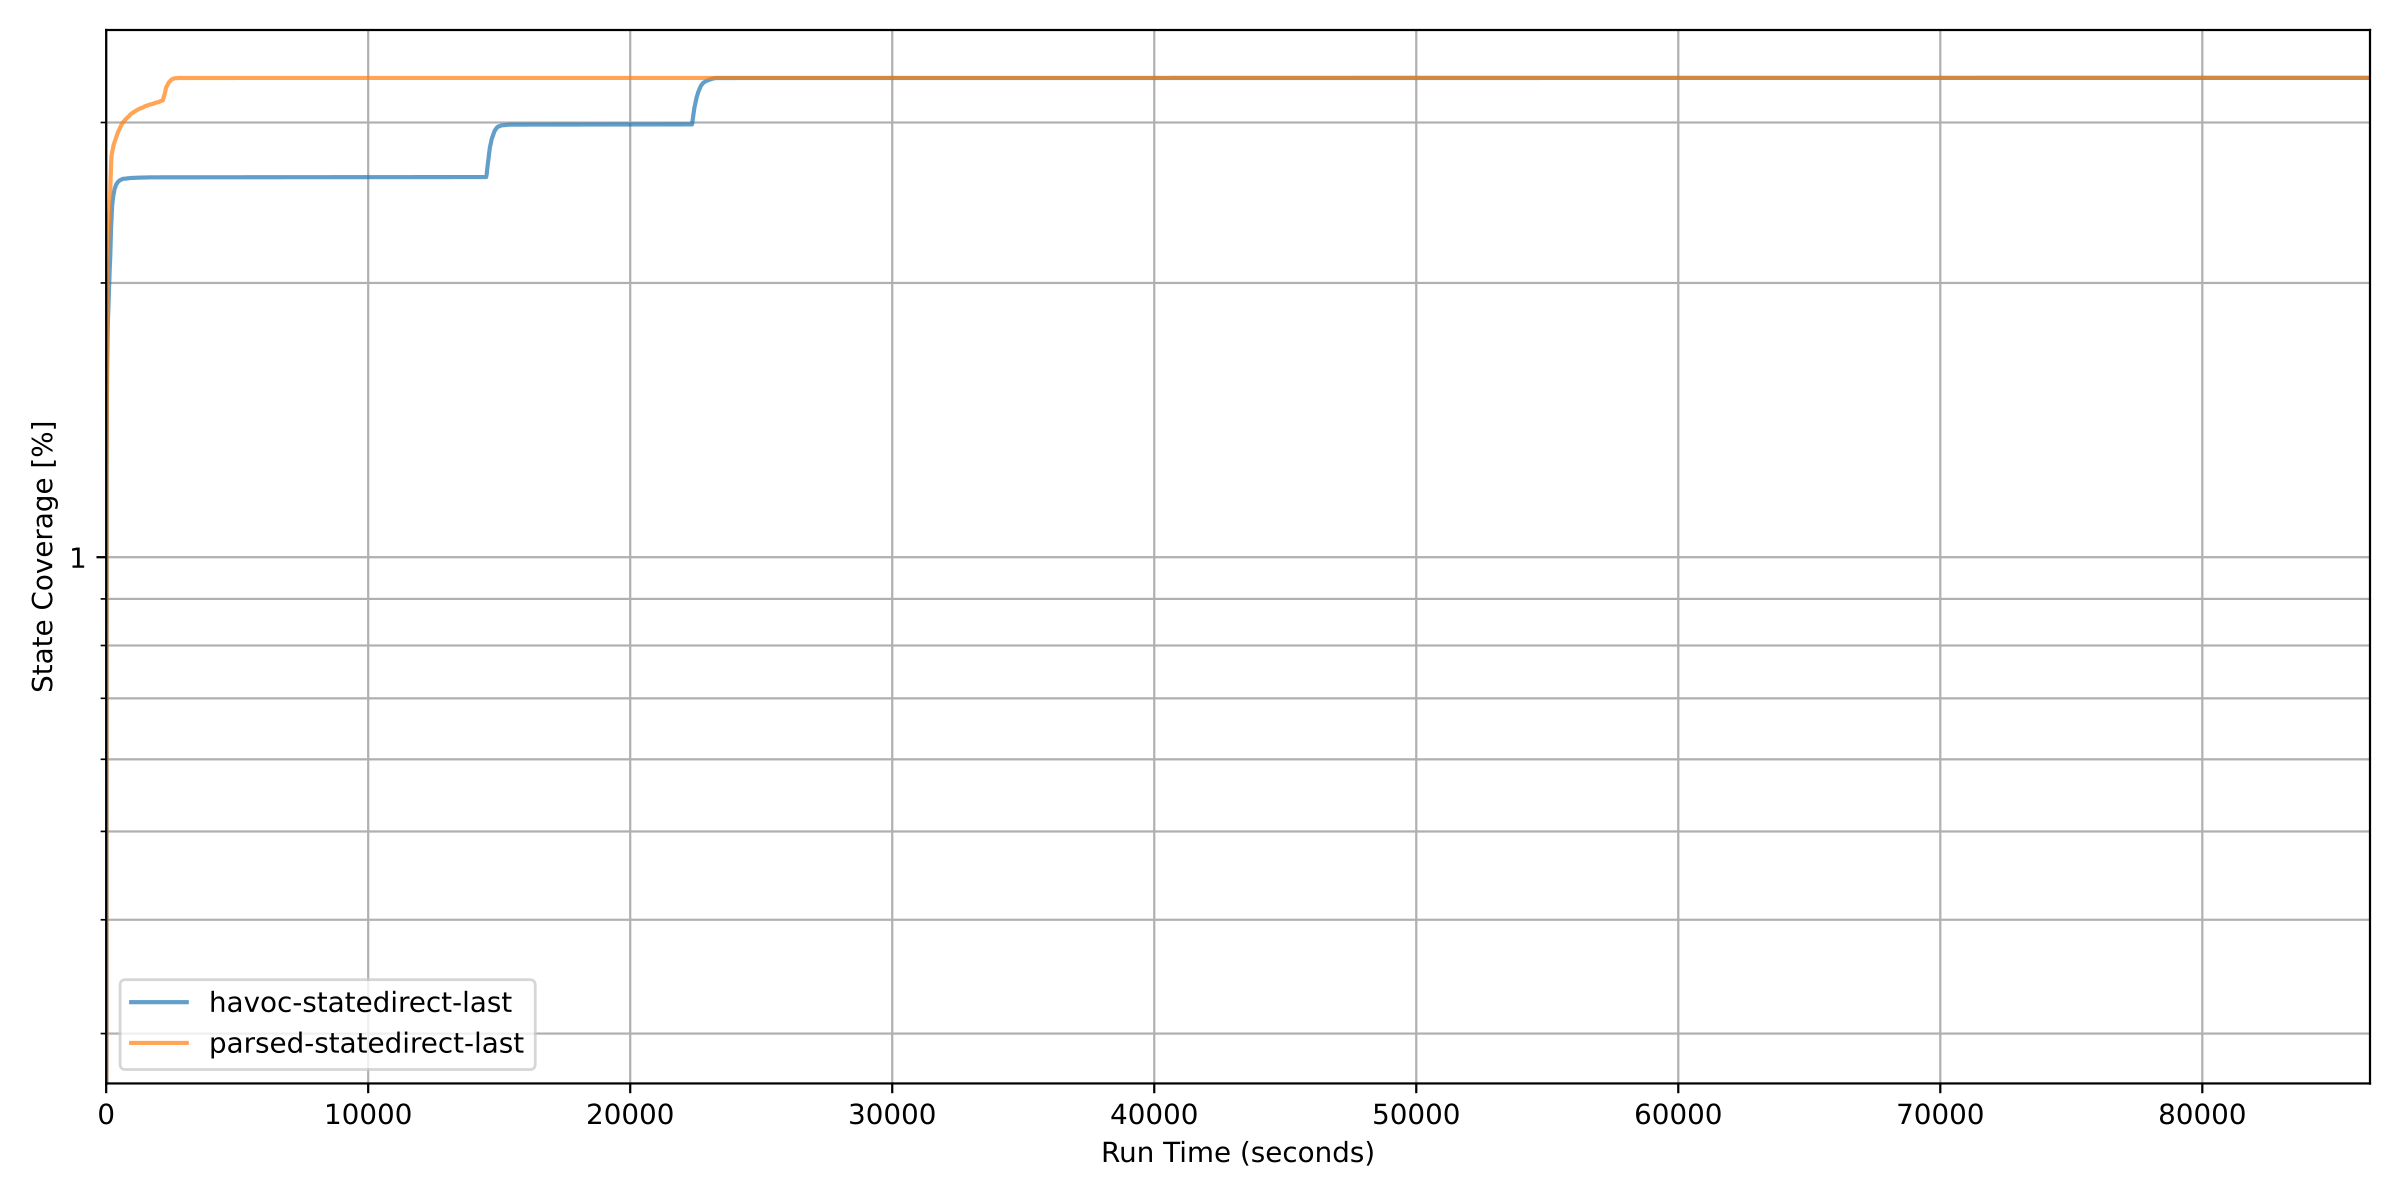 State Coverage [%]
1
havoc-statedirect-last
parsed-statedirect-last
0 10000 20000 30000 40000 50000 60000 70000 80000
Run Time (seconds)